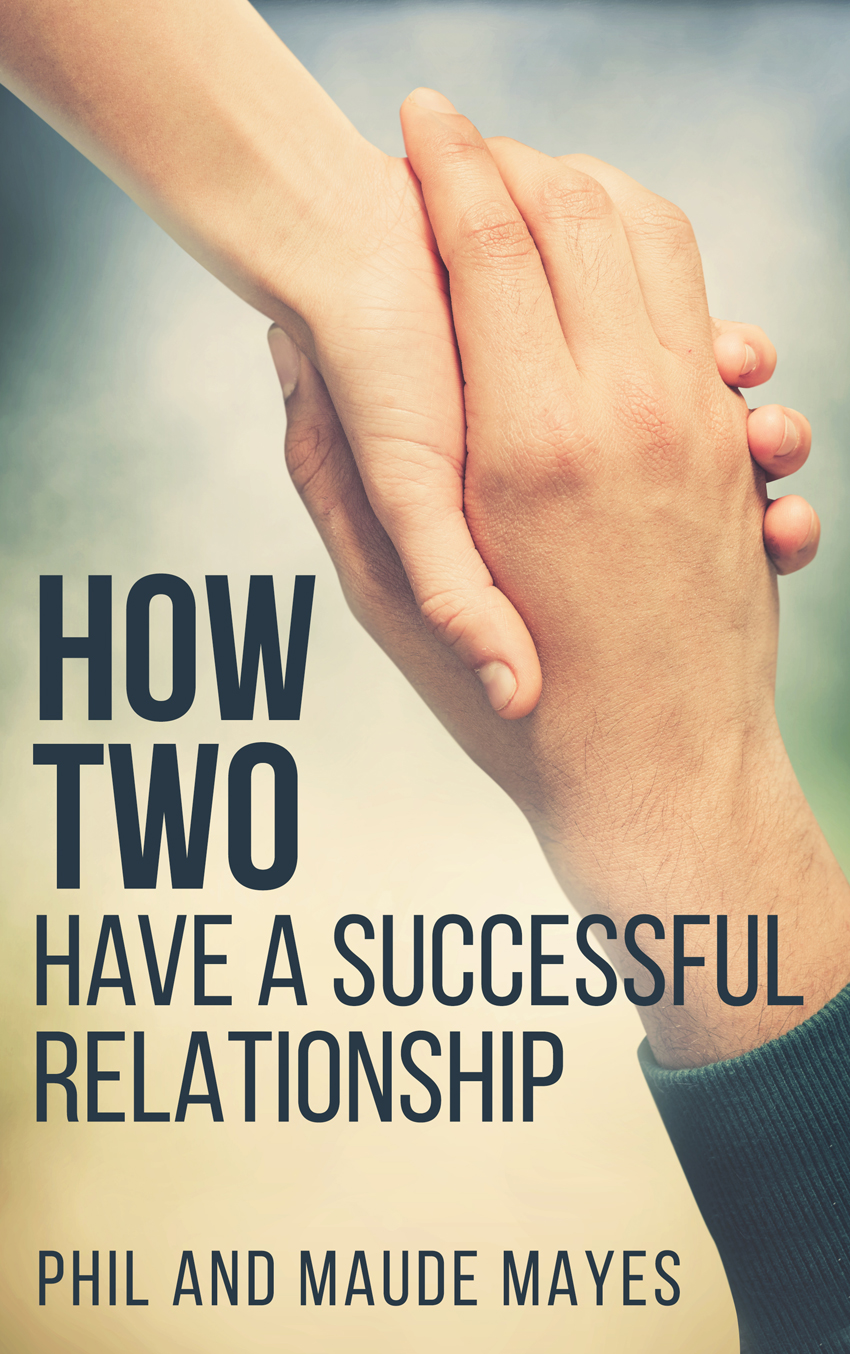 HOW
TWO
HAVE A SUCCESSFUL
RELATIONSHIP
PHIL AND MAUDE MAYES